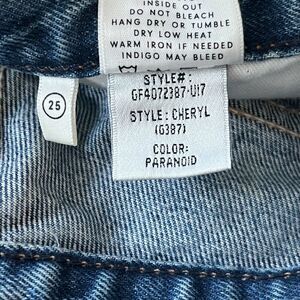 INSIDE OUT
DO NOT BLEACH
HANG DRY OR TUMBLE
DRY LOW HEAT
WARM IRON IF NEEDED
INDIGO MAY BLEED
25
STYLE#:
GF4072387-U17
STYLE: CHERYL
(G387)
COLOR:
PARANOID